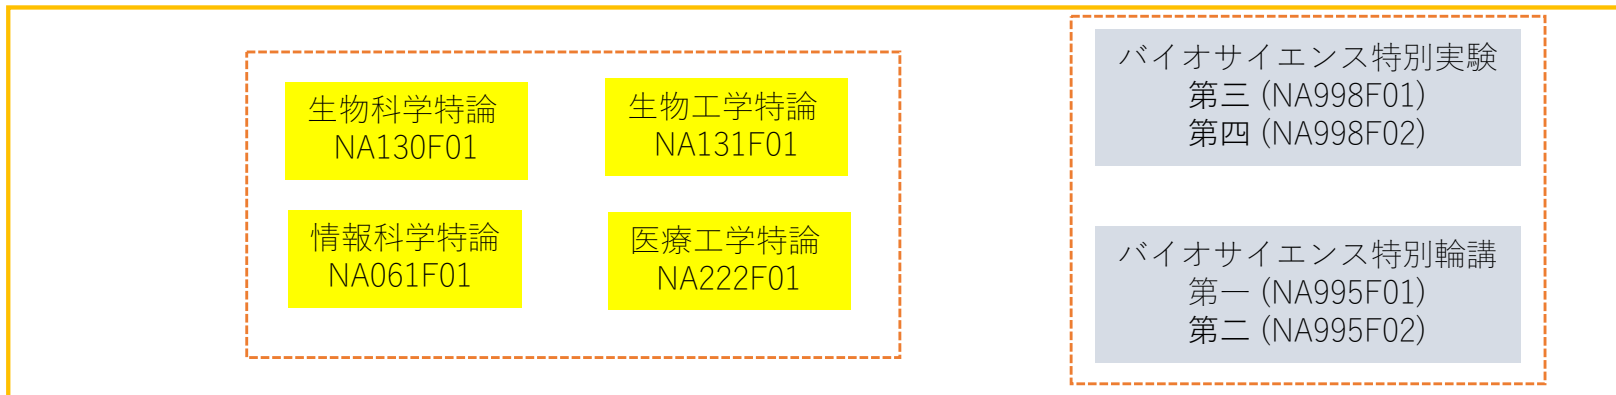 生物科学特論
NA130F01
生物工学特論
NA131F01
情報科学特論
NA061F01
医療工学特論
NA222F01
バイオサイエンス特別実験
第三 (NA998F01)
第四 (NA998F02)
バイオサイエンス特別輪講
第一 (NA995F01)
第二 (NA995F02)